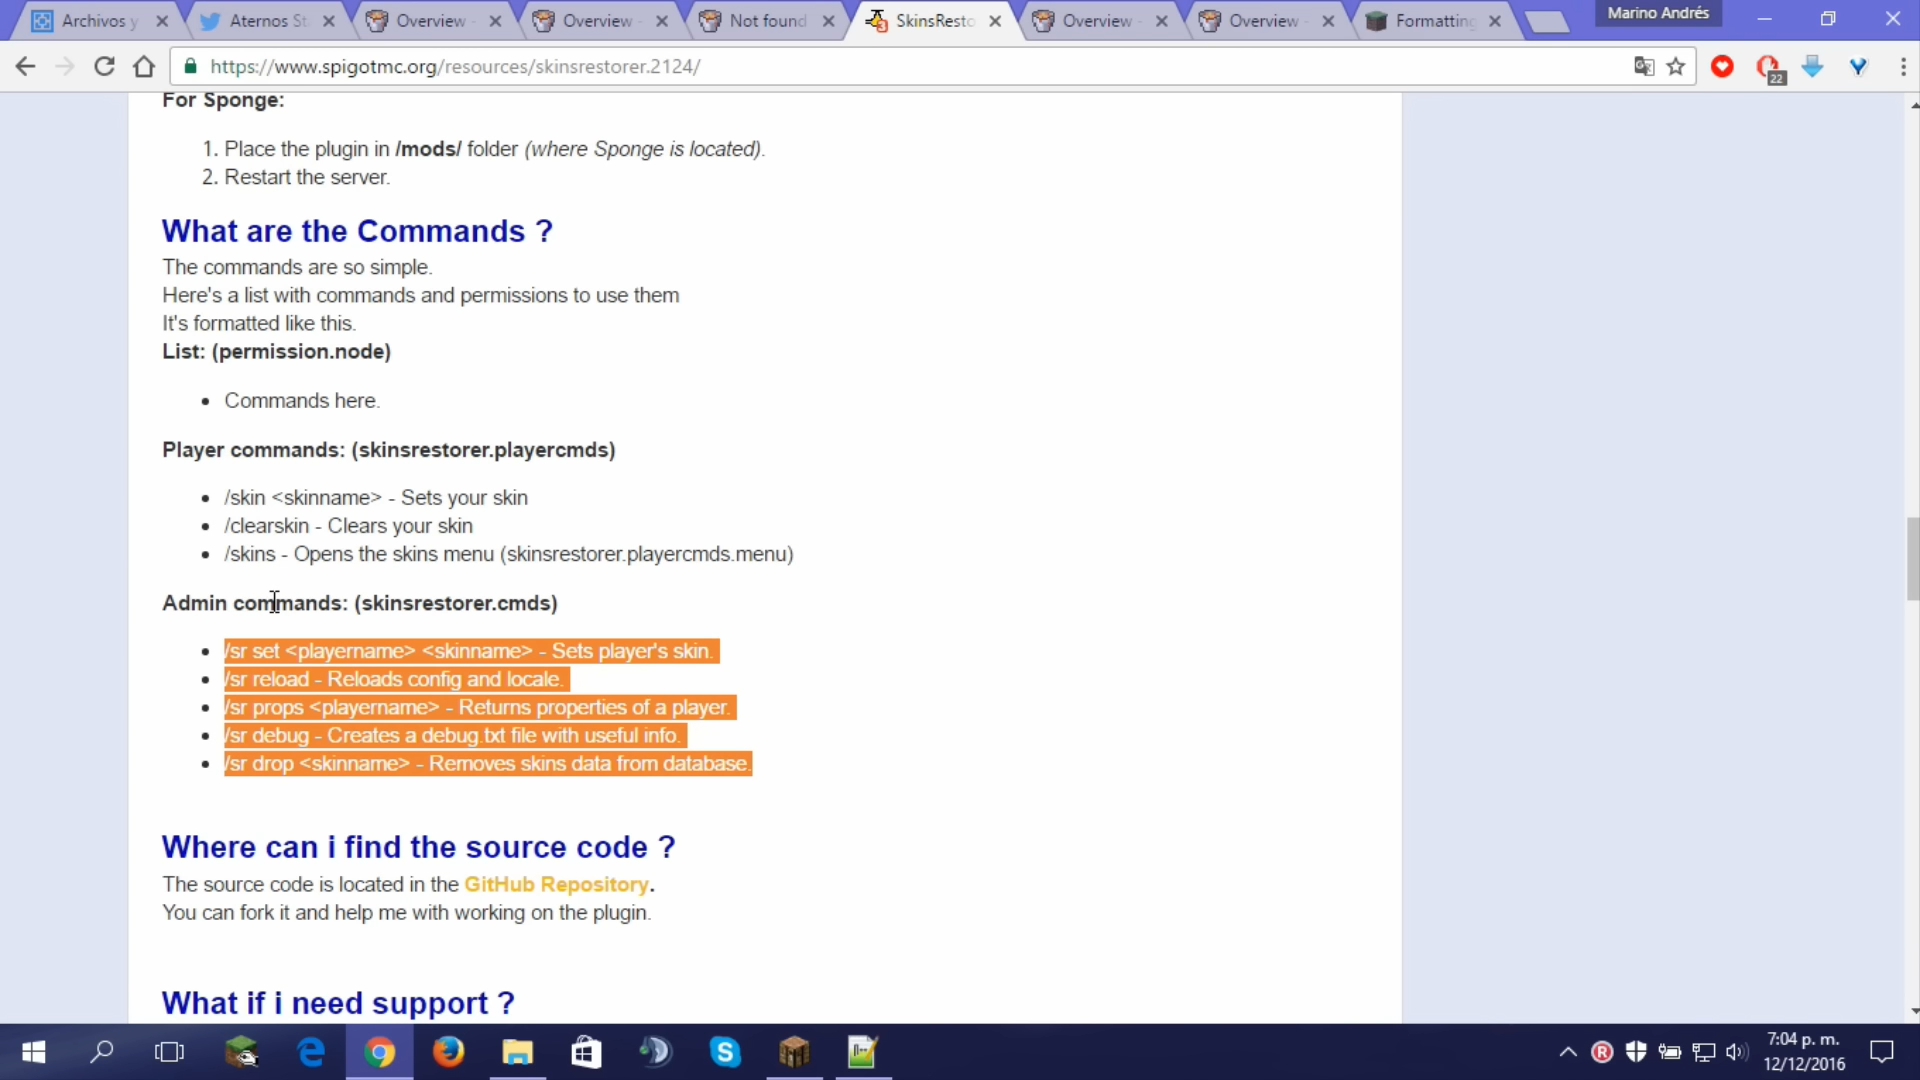 Archivos y
Aternos St
Overview -
Overview -
Not found
SkinsResto
Overview -
Overview -
Formatting
Marino Andrés
https://www.spigotmc.org/resources/skinsrestorer.2124/
22
For Sponge:
1. Place the plugin in /mods/ folder (where Sponge is located).
2. Restart the server.
What are the Commands ?
The commands are so simple.
Here's a list with commands and permissions to use them
It's formatted like this.
List: (permission.node)
• Commands here.
Player commands: (skinsrestorer.playercmds)
• /skin <skinname> - Sets your skin
• /clearskin - Clears your skin
• /skins - Opens the skins menu (skinsrestorer.playercmds.menu)
Admin commands: (skinsrestorer.cmds)
• /sr set <playername> <skinname> - Sets player's skin.
• /sr reload - Reloads config and locale.
• /sr props <playername> - Returns properties of a player.
• /sr debug - Creates a debug.txt file with useful info.
• /sr drop <skinname> - Removes skins data from database.
Where can i find the source code ?
The source code is located in the GitHub Repository.
You can fork it and help me with working on the plugin.
What if i need support ?
7:04 p. m.
12/12/2016